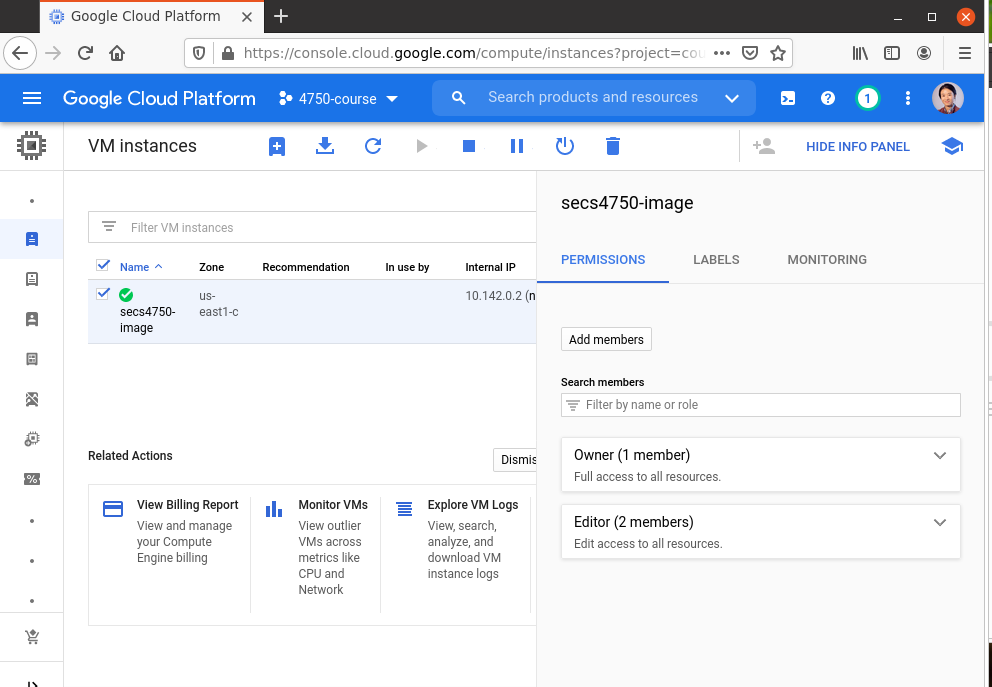 Google Cloud Platform
https://console.cloud.google.com/compute/instances?project=cou
Google Cloud Platform
4750-course
Search products and resources
1
VM instances
HIDE INFO PANEL
secs4750-image
Filter VM instances
PERMISSIONS LABELS MONITORING
Name Zone Recommendation In use by Internal IP
secs4750-
image
us-
east1-c
10.142.0.2 (n
Add members
Search members
Filter by name or role
Owner (1 member)
Full access to all resources.
Editor (2 members)
Edit access to all resources.
Related Actions
Dismis
View Billing Report
View and manage
your Compute
Engine billing
Monitor VMs
View outlier
VMs across
metrics like
CPU and
Network
Explore VM Logs
View, search,
analyze, and
download VM
instance logs